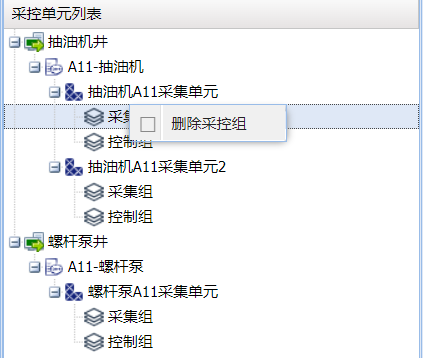 采控单元列表
抽油机井
A11-抽油机
抽油机A11采集单元
采集
删除采控组
控制组
抽油机A11采集单元2
采集组
控制组
螺杆泵井
A11-螺杆泵
螺杆泵A11采集单元
采集组
控制组